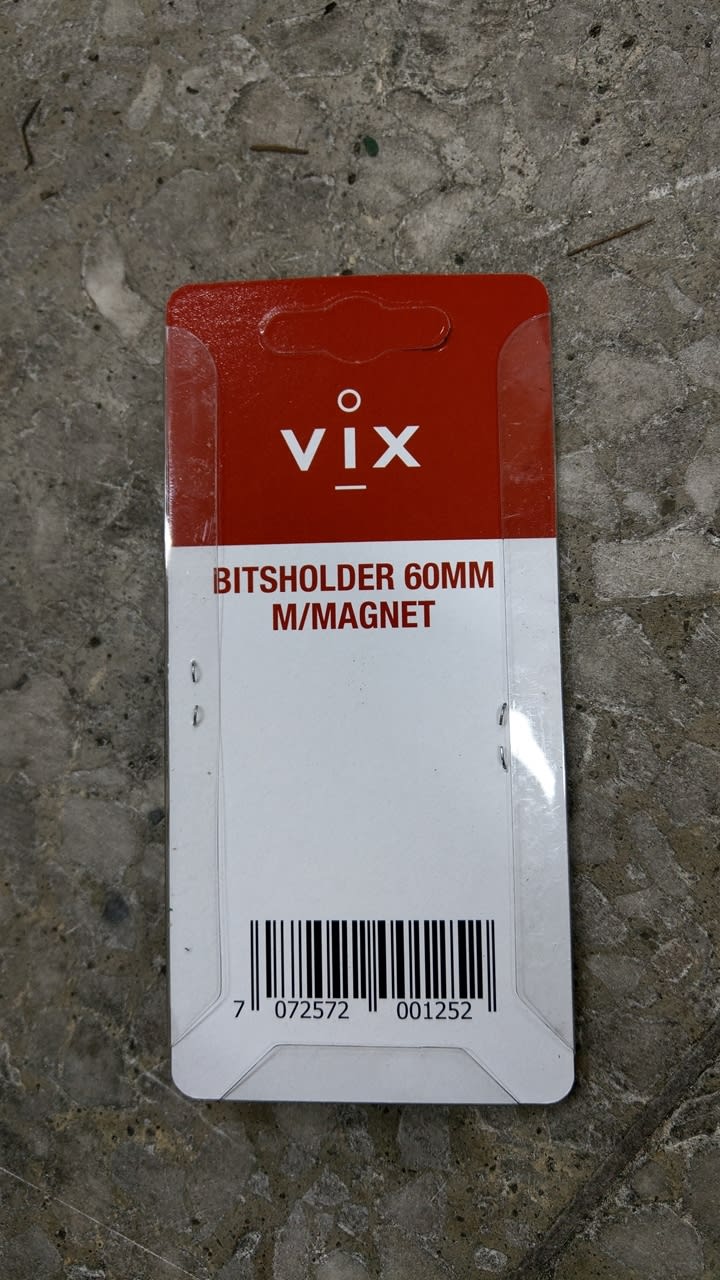 VIX
BITSHOLDER 60MM
M/MAGNET
7 072572 001252